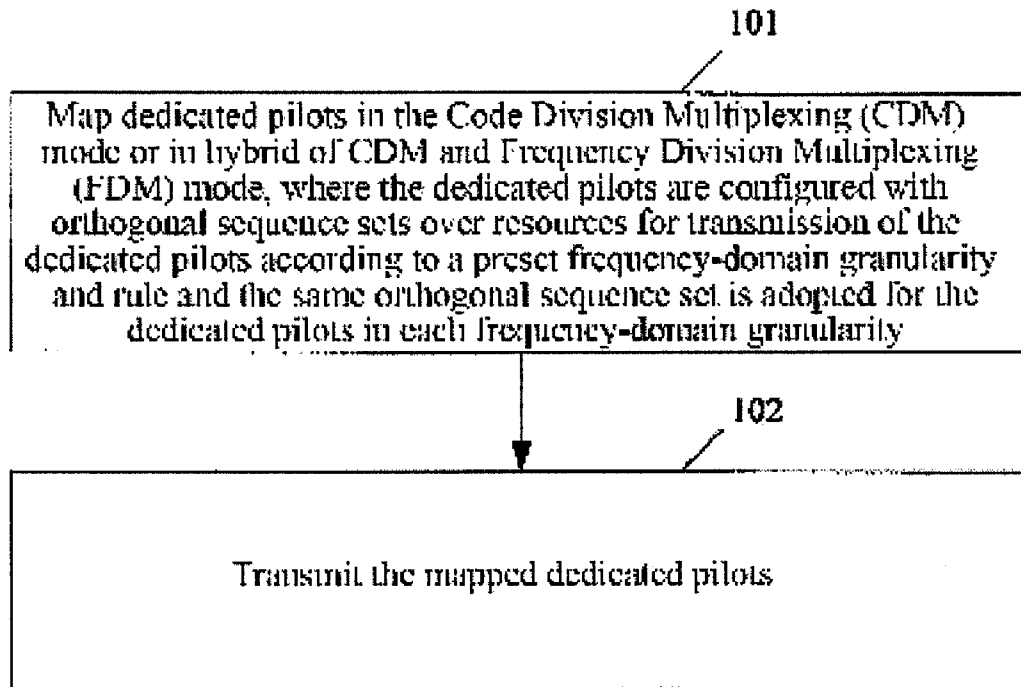 101
Map dedicated pilots in the Code Division Multiplexing (CDM)
mode or in hybrid of CDM and Frequency Division Multiplexing
(FDM) mode, where the dedicated pilots are configured with
orthogonal sequence sets over resources for transmission of the
dedicated pilots according to a preset frequency-domain granularity
and rule and the same orthogonal sequence set is adopted for the
dedicated pilots in each frequency-domain granularity
102
Transmit the mapped dedicated pilots